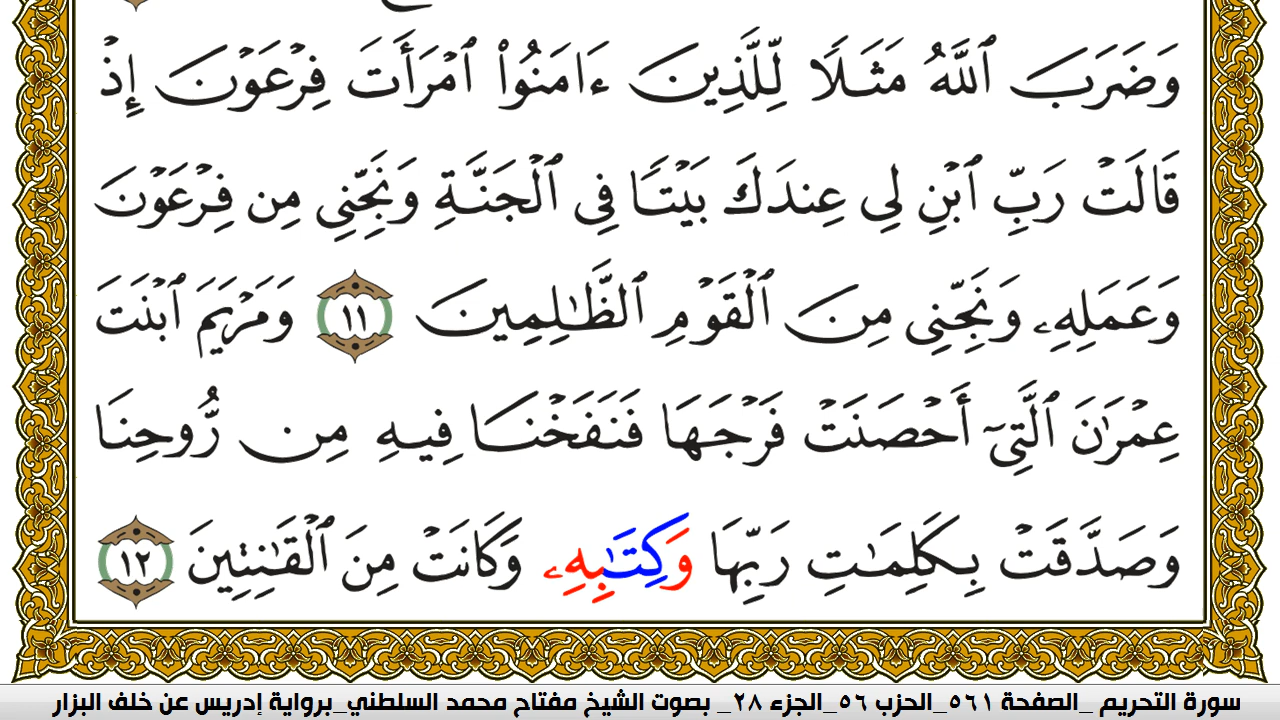 وَضَرَبَ ٱللَّهُ مَثَلًا لِّلَّذِينَ ءَامَنُوا۟ ٱمْرَأَتَ فِرْعَوْنَ إِذْ
قَالَتْ رَبِّ ٱبْنِ لِى عِندَكَ بَيْتًا فِى ٱلْجَنَّةِ وَنَجِّنِى مِن فِرْعَوْنَ
وَعَمَلِهِۦ وَنَجِّنِى مِنَ ٱلْقَوْمِ ٱلظَّـٰلِمِينَ ١١ وَمَرْيَمَ ٱبْنَتَ
عِمْرَٰنَ ٱلَّتِىٓ أَحْصَنَتْ فَرْجَهَا فَنَفَخْنَا فِيهِ مِن رُّوحِنَا
وَصَدَّقَتْ بِكَلِمَـٰتِ رَبِّهَا وَكِتَـٰبِهِۦ وَكَانَتْ مِنَ ٱلْقَـٰنِتِينَ ١٢
سورة التحريم _الصفحة ٥٦١_الحزب ٥٦_الجزء ٢٨_ بصوت الشيخ مفتاح محمد السلطني_برواية إدريس عن خلف البزار